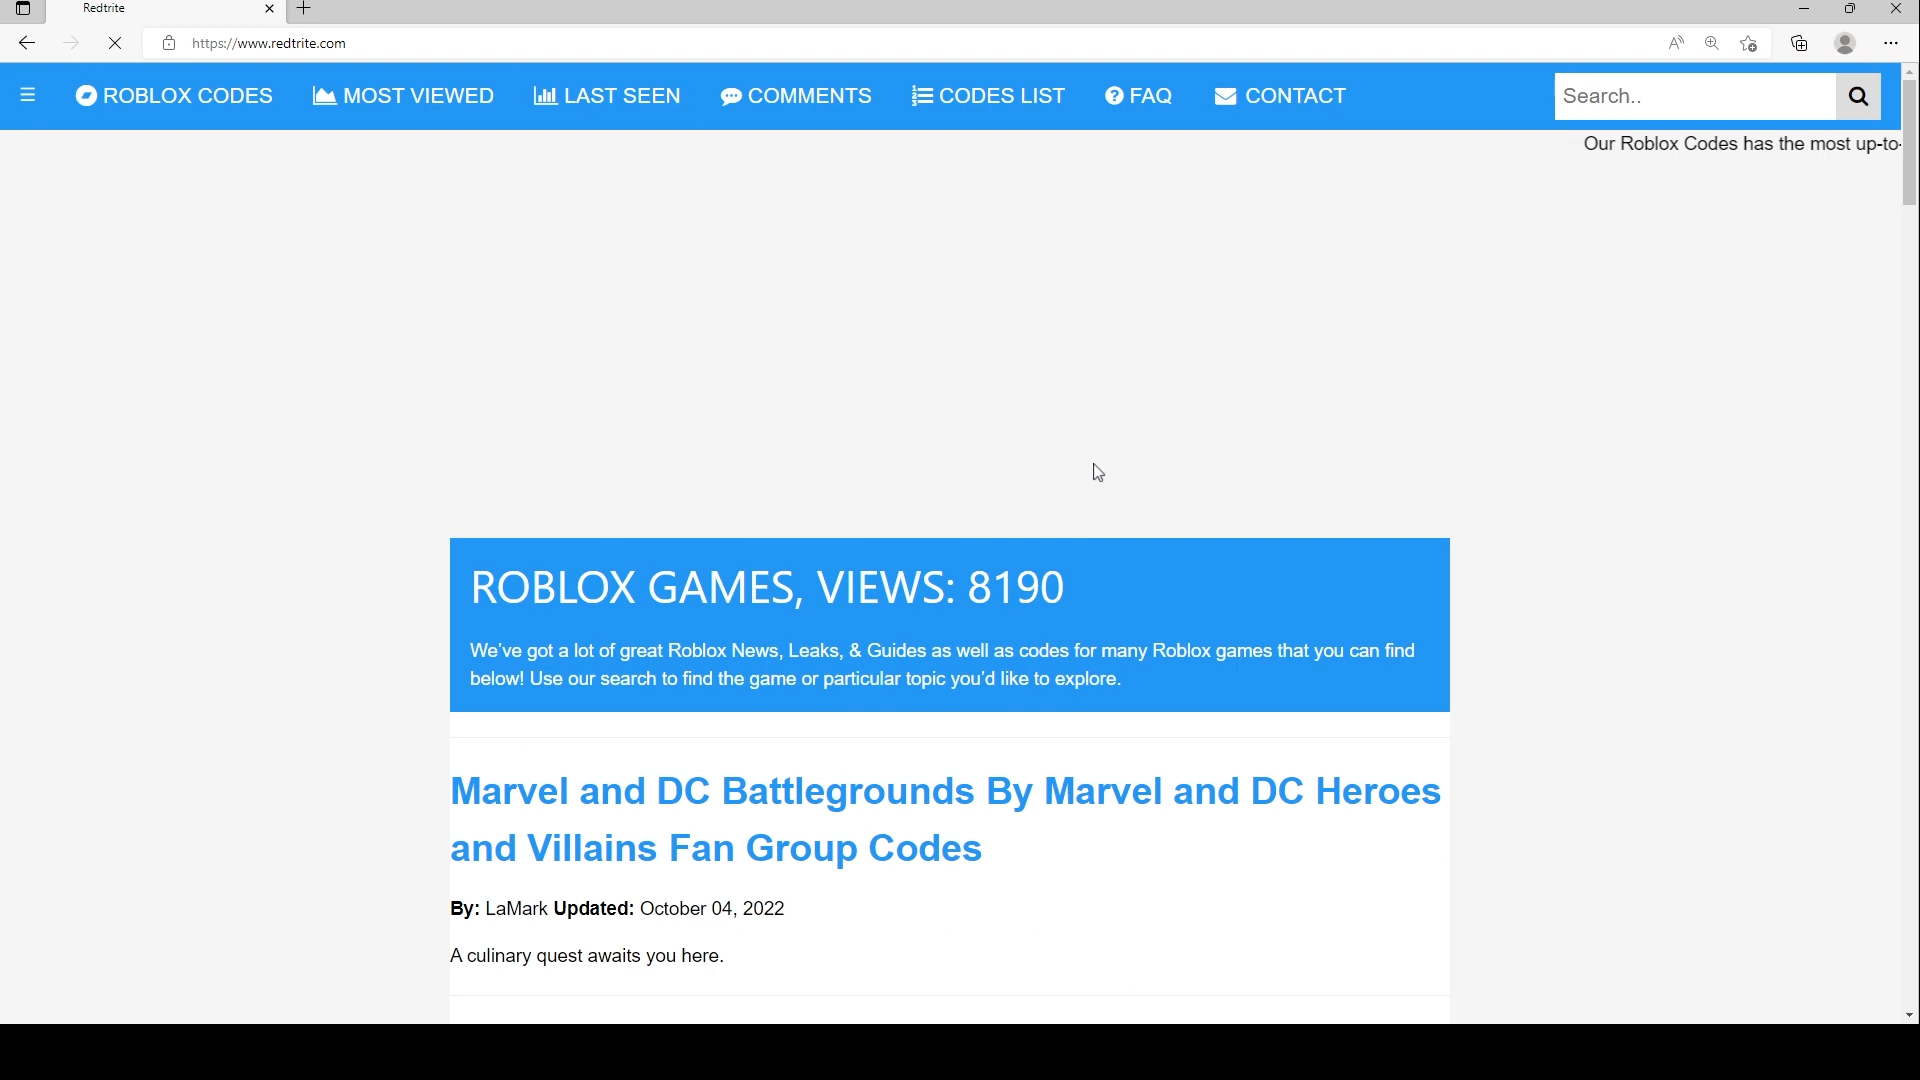 Redtrite
https://www.redtrite.com
ROBLOX CODES MOST VIEWED LAST SEEN COMMENTS CODES LIST FAQ CONTACT Search..
Our Roblox Codes has the most up-to-
ROBLOX GAMES, VIEWS: 8190
We've got a lot of great Roblox News, Leaks, & Guides as well as codes for many Roblox games that you can find
below! Use our search to find the game or particular topic you'd like to explore.
Marvel and DC Battlegrounds By Marvel and DC Heroes
and Villains Fan Group Codes
By: LaMark Updated: October 04, 2022
A culinary quest awaits you here.